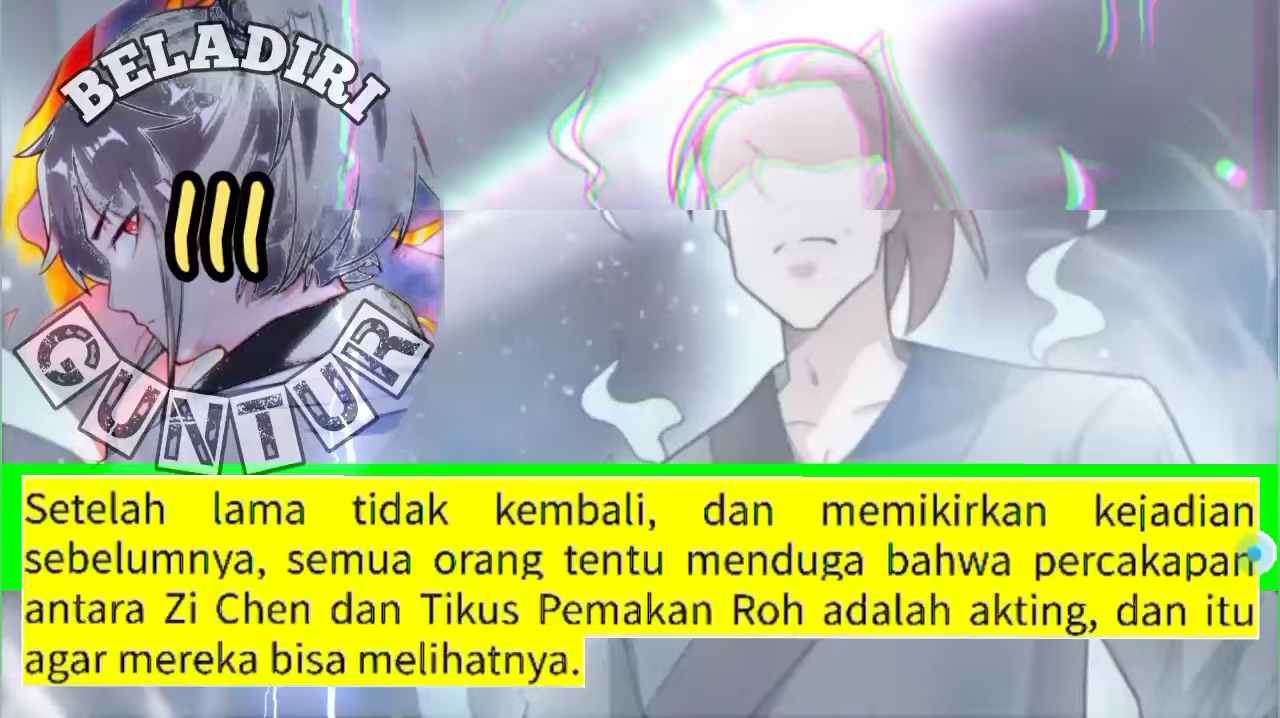 BELADIRI
GUNTUR
Setelah lama tidak kembali, dan memikirkan kejadian
sebelumnya, semua orang tentu menduga bahwa percakapan
antara Zi Chen dan Tikus Pemakan Roh adalah akting, dan itu
agar mereka bisa melihatnya.